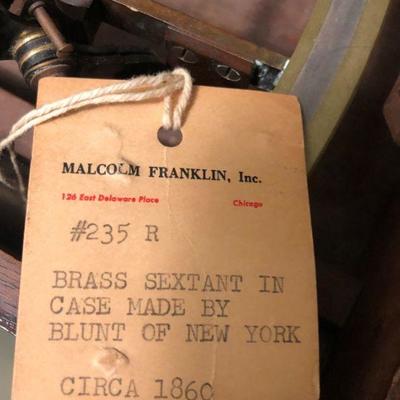 MALCOLM FRANKLIN, Inc.
126 East Delaware Place Chicago
#235 R
BRASS SEXTANT IN
CASE MADE BY
BLUNT OF NEW YORK
CIRCA 1860